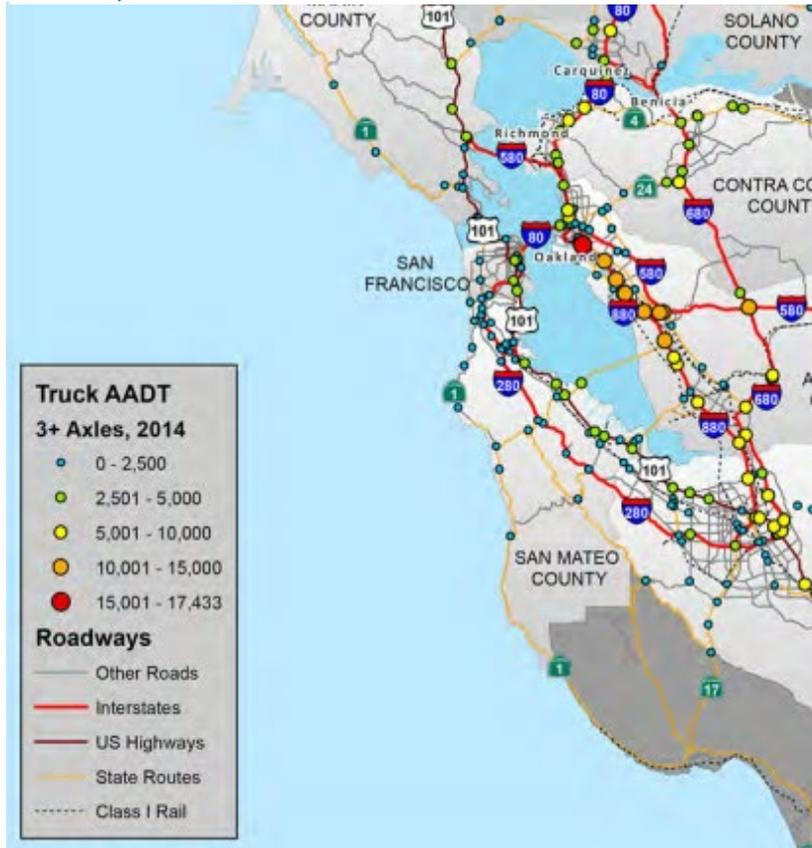 COUNTY
101
80
SOLANO
COUNTY
Carquinez
80
Benicia
1
4
Richmond
580
24
CONTRA CO
COUNT
680
101
80
Oakland
SAN
FRANCISCO
580
880
580
101
280
1
680
880
101
280
SAN MATEO
COUNTY
1
17
Truck AADT
3+ Axles, 2014
0 - 2,500
2,501 - 5,000
5,001 - 10,000
10,001 - 15,000
15,001 - 17,433
Roadways
Other Roads
Interstates
US Highways
State Routes
Class I Rail